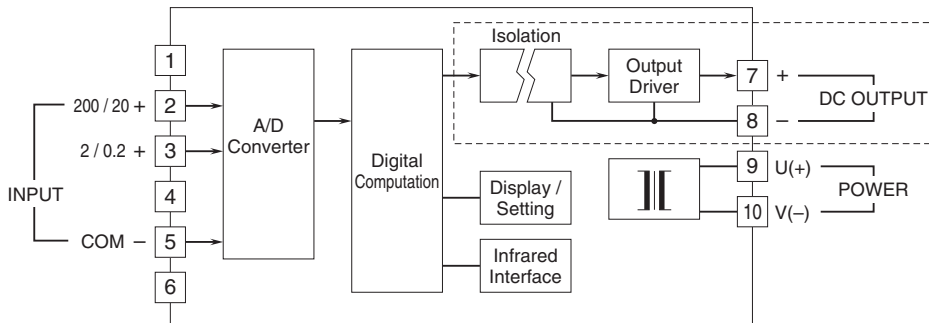 Isolation
1
2
3
4
5
6
200 / 20 +
2 / 0.2 +
INPUT
COM −
A/D
Converter
Digital
Computation
Output
Driver
Display /
Setting
Infrared
Interface
7
+
8
−
DC OUTPUT
9
U(+)
10
V(−)
POWER